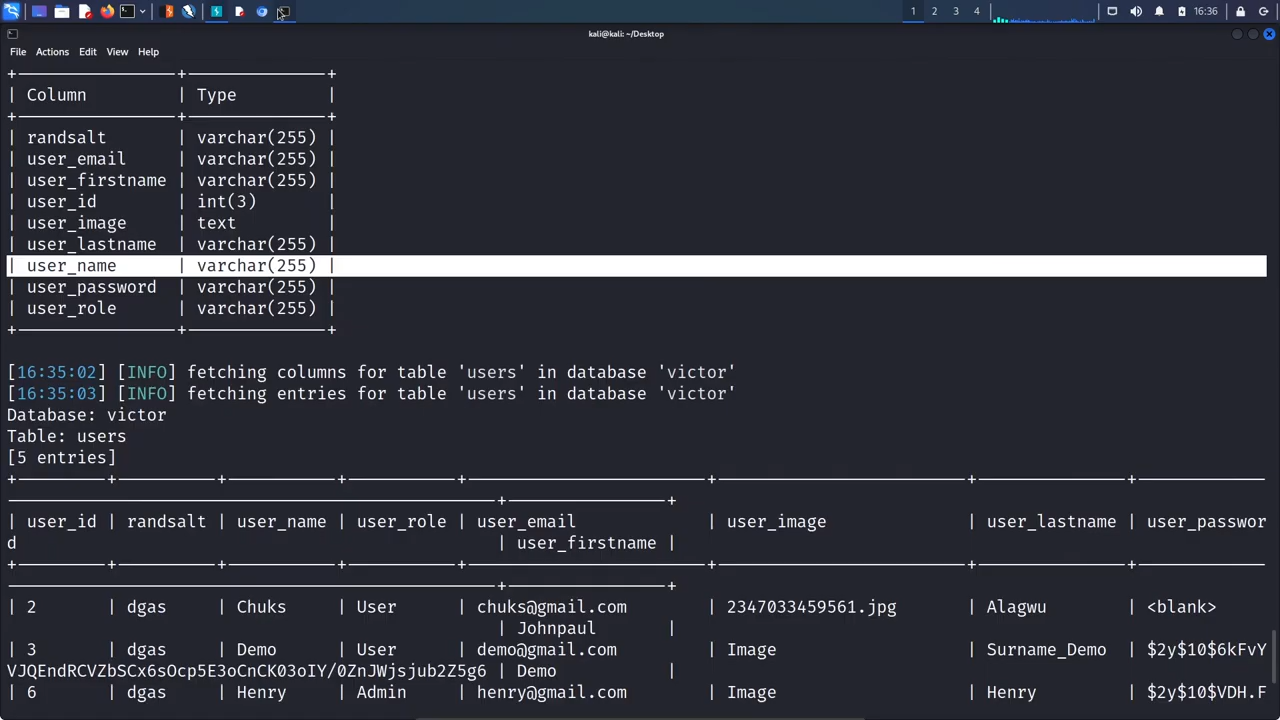 1 2 3 4 16:36
kali@kali: ~/Desktop
File Actions Edit View Help
| Column | Type |
| randsalt | varchar(255) |
| user_email | varchar(255) |
| user_firstname | varchar(255) |
| user_id | int(3) |
| user_image | text |
| user_lastname | varchar(255) |
| user_name | varchar(255) |
| user_password | varchar(255) |
| user_role | varchar(255) |
[16:35:02] [INFO] fetching columns for table 'users' in database 'victor'
[16:35:03] [INFO] fetching entries for table 'users' in database 'victor'
Database: victor
Table: users
[5 entries]
| user_id | randsalt | user_name | user_role | user_email | user_image | user_lastname | user_passwor
d | user_firstname |
| 2 | dgas | Chuks | User | chuks@gmail.com | 2347033459561.jpg | Alagwu | <blank>
| Johnpaul |
| 3 | dgas | Demo | User | demo@gmail.com | Image | Surname_Demo | $2y$10$6kFvY
VJQEndRCVZbSCx6sOcp5E3oCnCK03oIY/0ZnJWjsjub2Z5g6 | Demo |
| 6 | dgas | Henry | Admin | henry@gmail.com | Image | Henry | $2y$10$VDH.F